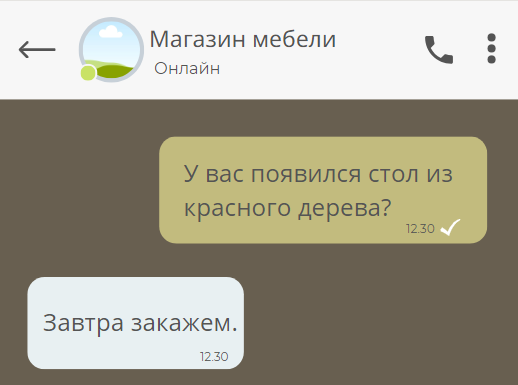 Магазин мебели
Онлайн
У вас появился стол из
красного дерева?
12.30
Завтра закажем.
12.30